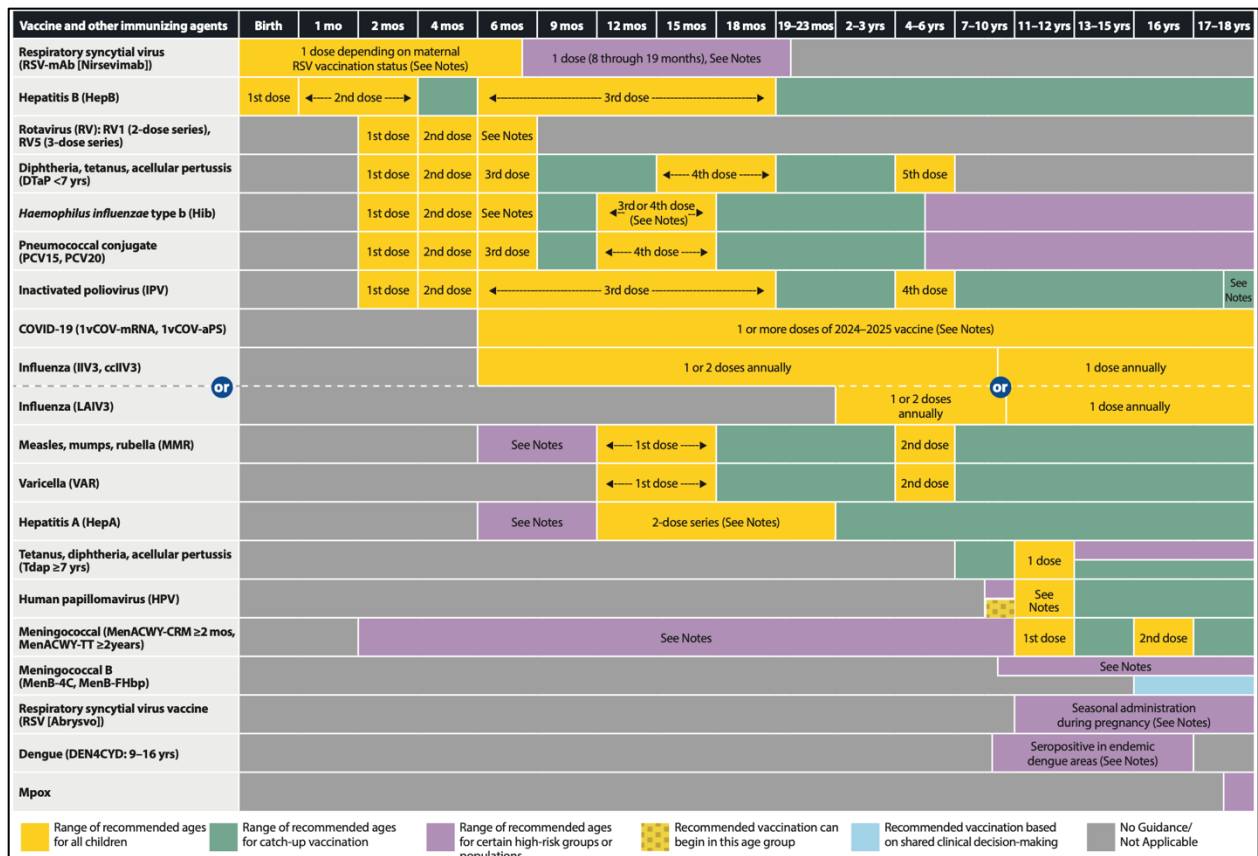 Vaccine and other immunizing agents Birth 1 mo 2 mos 4 mos 6 mos 9 mos 12 mos 15 mos 18 mos 19–23 mos 2–3 yrs 4–6 yrs 7–10 yrs 11–12 yrs 13–15 yrs 16 yrs 17–18 yrs
Respiratory syncytial virus
(RSV-mAb [Nirsevimab])
1 dose depending on maternal
RSV vaccination status (See Notes)
1 dose (8 through 19 months), See Notes
Hepatitis B (HepB)
1st dose 2nd dose 3rd dose
Rotavirus (RV): RV1 (2-dose series),
RV5 (3-dose series)
1st dose 2nd dose See Notes
Diphtheria, tetanus, acellular pertussis
(DTaP <7 yrs)
1st dose 2nd dose 3rd dose 4th dose 5th dose
Haemophilus influenzae type b (Hib)
1st dose 2nd dose See Notes
3rd or 4th dose
(See Notes)
Pneumococcal conjugate
(PCV15, PCV20)
1st dose 2nd dose 3rd dose 4th dose
Inactivated poliovirus (IPV)
1st dose 2nd dose 3rd dose 4th dose
See
Notes
COVID-19 (1vCOV-mRNA, 1vCOV-aPS)
1 or more doses of 2024–2025 vaccine (See Notes)
Influenza (IIV3, ccIIV3)
1 or 2 doses annually 1 dose annually
or or
Influenza (LAIV3)
1 or 2 doses
annually
1 dose annually
Measles, mumps, rubella (MMR)
See Notes 1st dose 2nd dose
Varicella (VAR)
1st dose 2nd dose
Hepatitis A (HepA)
See Notes 2-dose series (See Notes)
Tetanus, diphtheria, acellular pertussis
(Tdap ≥7 yrs)
1 dose
Human papillomavirus (HPV)
See
Notes
Meningococcal (MenACWY-CRM ≥2 mos,
MenACWY-TT ≥2years)
See Notes 1st dose 2nd dose
Meningococcal B
(MenB-4C, MenB-FHbp)
See Notes
Respiratory syncytial virus vaccine
(RSV [Abrysvo])
Seasonal administration
during pregnancy (See Notes)
Dengue (DEN4CYD: 9–16 yrs)
Seropositive in endemic
dengue areas (See Notes)
Mpox
Range of recommended ages
for all children
Range of recommended ages
for catch-up vaccination
Range of recommended ages
for certain high-risk groups or
populations
Recommended vaccination can
begin in this age group
Recommended vaccination based
on shared clinical decision-making
No Guidance/
Not Applicable